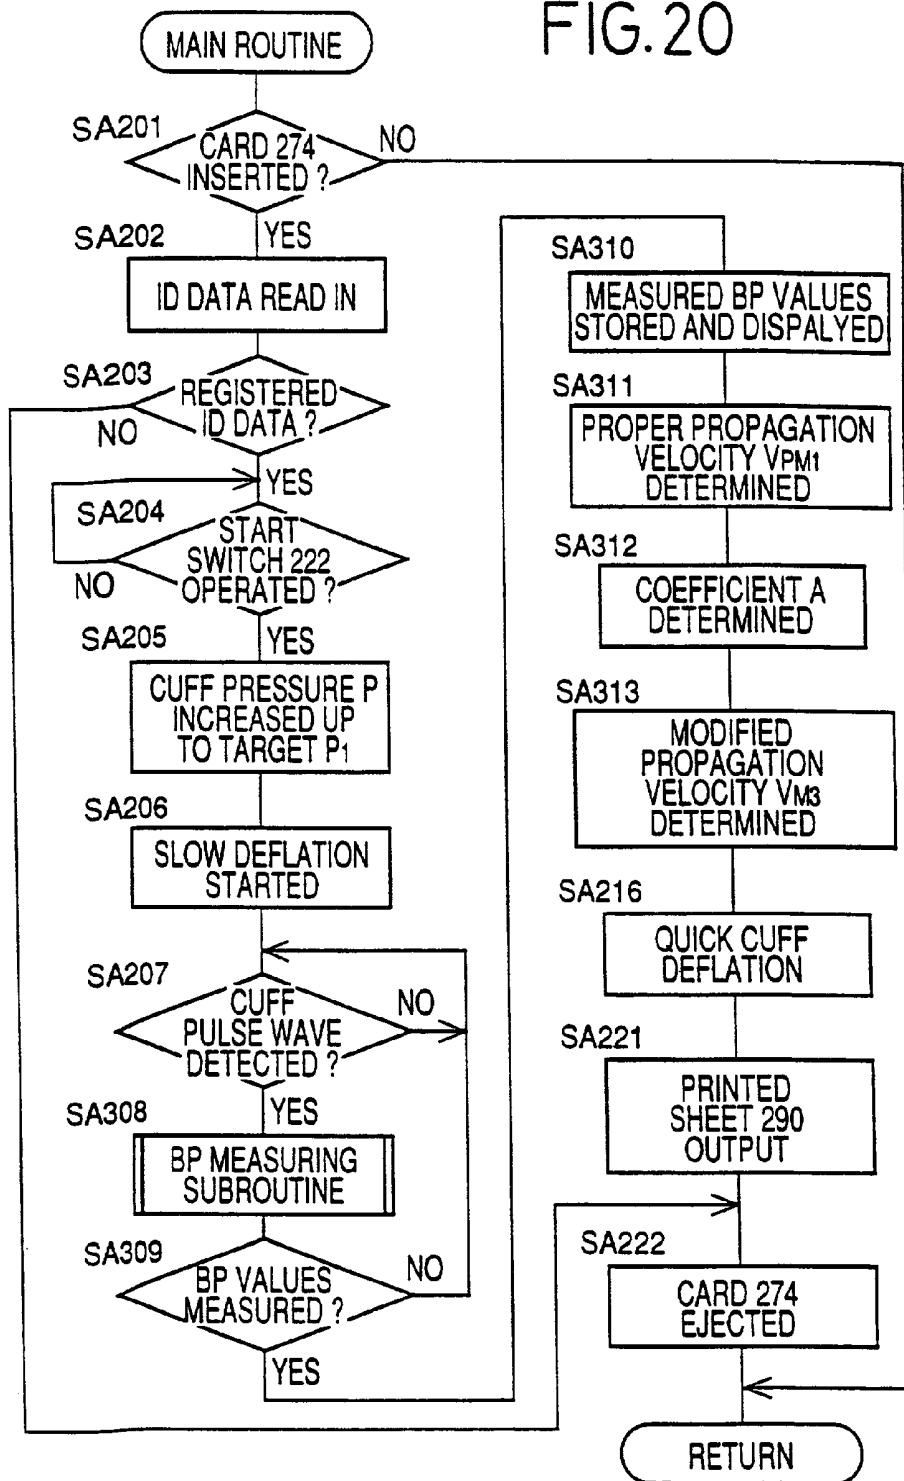 FIG.20
MAIN ROUTINE
SA201
CARD 274
INSERTED ?
NO
YES
SA202
ID DATA READ IN
SA203
REGISTERED
ID DATA ?
NO
YES
SA204
START
SWITCH 222
OPERATED ?
NO
YES
SA205
CUFF PRESSURE P
INCREASED UP
TO TARGET P1
SA206
SLOW DEFLATION
STARTED
SA207
CUFF
PULSE WAVE
DETECTED ?
NO
YES
SA308
BP MEASURING
SUBROUTINE
SA309
BP VALUES
MEASURED ?
NO
YES
SA310
MEASURED BP VALUES
STORED AND DISPALYED
SA311
PROPER PROPAGATION
VELOCITY VPM1
DETERMINED
SA312
COEFFICIENT A
DETERMINED
SA313
MODIFIED
PROPAGATION
VELOCITY VM3
DETERMINED
SA216
QUICK CUFF
DEFLATION
SA221
PRINTED
SHEET 290
OUTPUT
SA222
CARD 274
EJECTED
RETURN